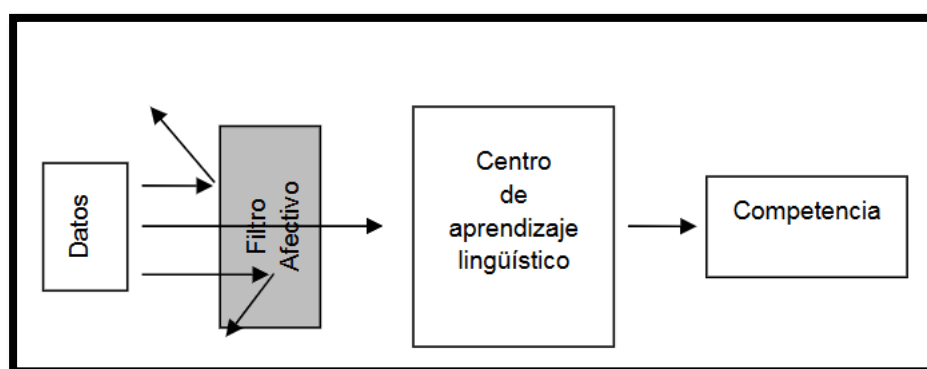 Datos
Filtro
Afectivo
Centro
de
aprendizaje
lingüístico
Competencia